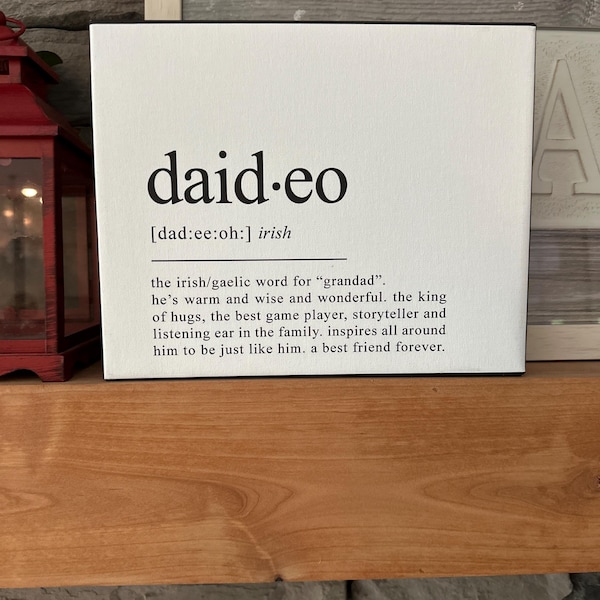 daid·eo
[dad:ee:oh:] irish
the irish/gaelic word for “grandad”.
he’s warm and wise and wonderful. the king
of hugs, the best game player, storyteller and
listening ear in the family. inspires all around
him to be just like him. a best friend forever.
A